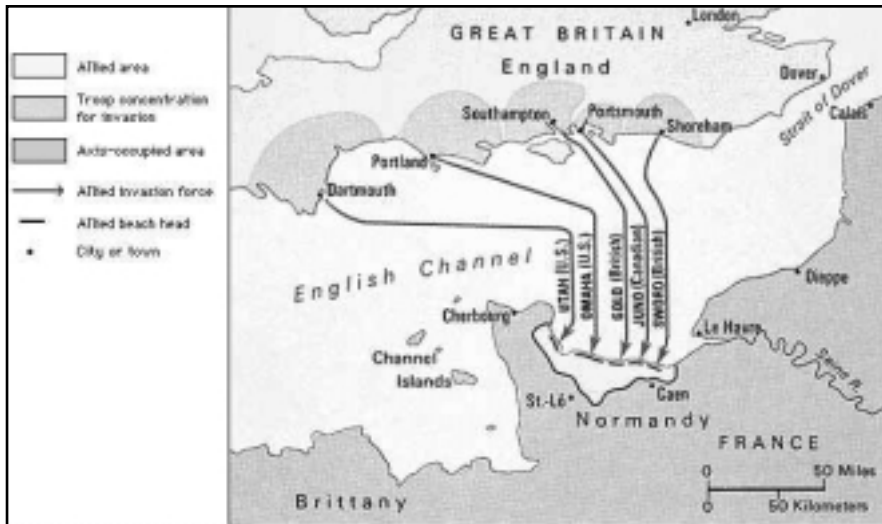 Allied area
Troop concentration
for invasion
Axis-occupied area
Allied invasion force
Allied beach head
City or town
London
GREAT BRITAIN
England
Dover
Strait of Dover
Calais
Southampton
Portsmouth
Shoreham
Portland
Dartmouth
English Channel
UTAH (U.S.)
OMAHA (U.S.)
GOLD (British)
JUNO (Canadian)
SWORD (British)
Dieppe
Cherbourg
Le Havre
Seine R.
Channel
Islands
St.-Lô
Caen
Normandy
FRANCE
0 50 Miles
0 50 Kilometers
Brittany